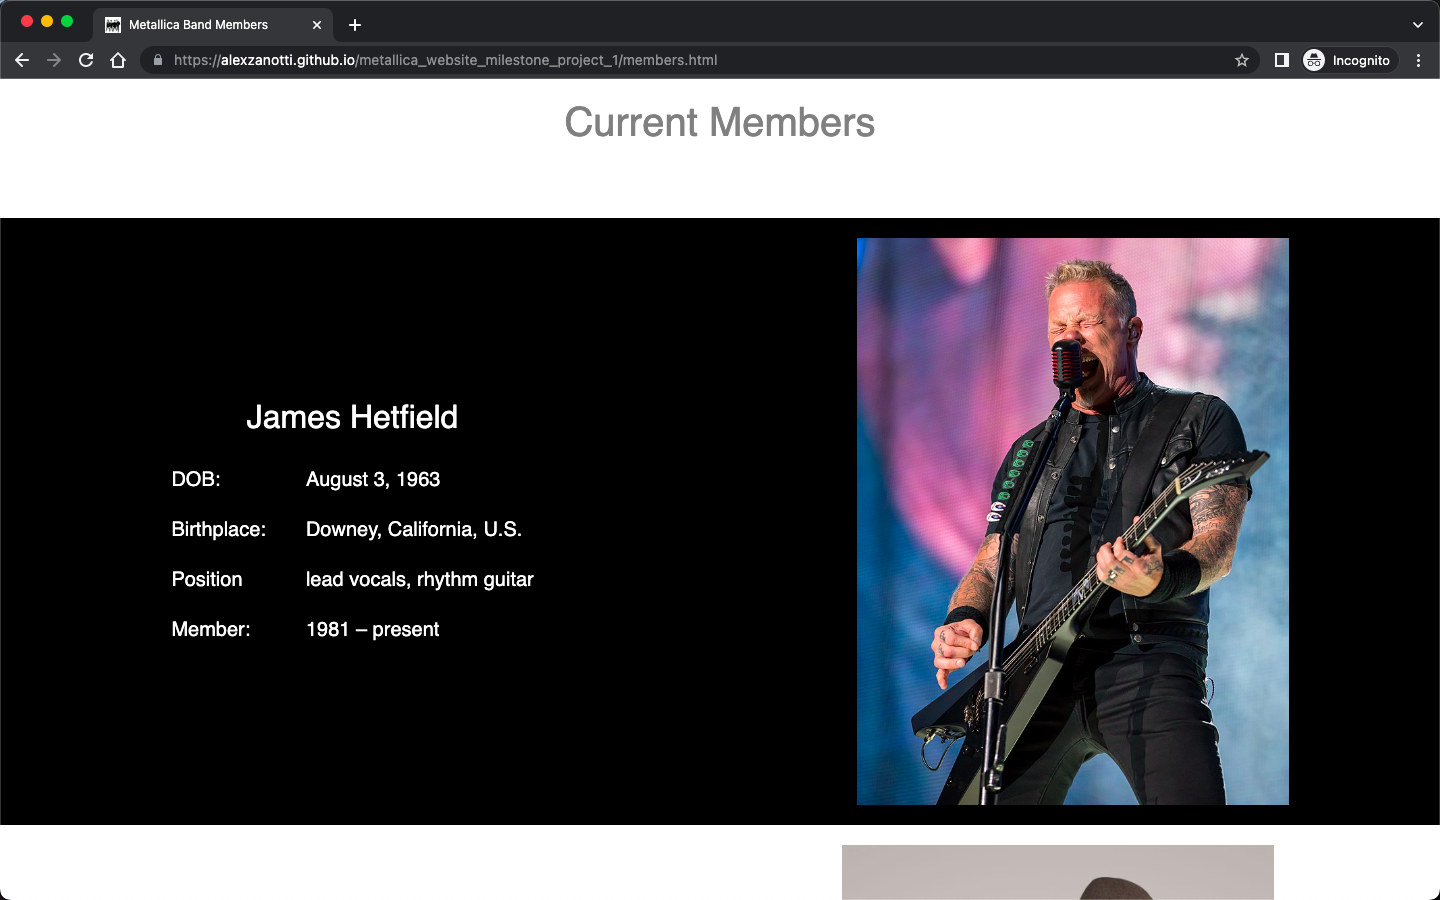 Metallica Band Members
https://alexzanotti.github.io/metallica_website_milestone_project_1/members.html
Incognito
Current Members
James Hetfield
DOB: August 3, 1963
Birthplace: Downey, California, U.S.
Position lead vocals, rhythm guitar
Member: 1981 – present